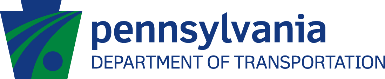 pennsylvania
DEPARTMENT OF TRANSPORTATION